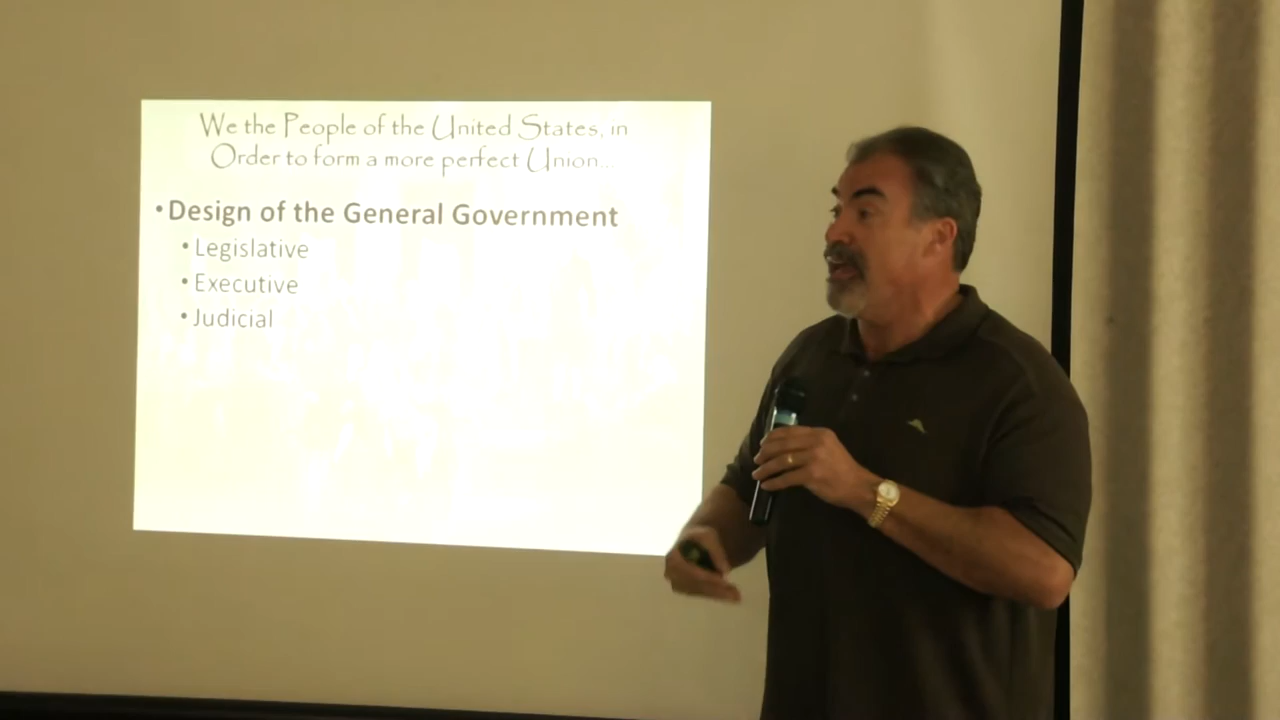 We the People of the United States, in
Order to form a more perfect Union...
• Design of the General Government
• Legislative
• Executive
• Judicial